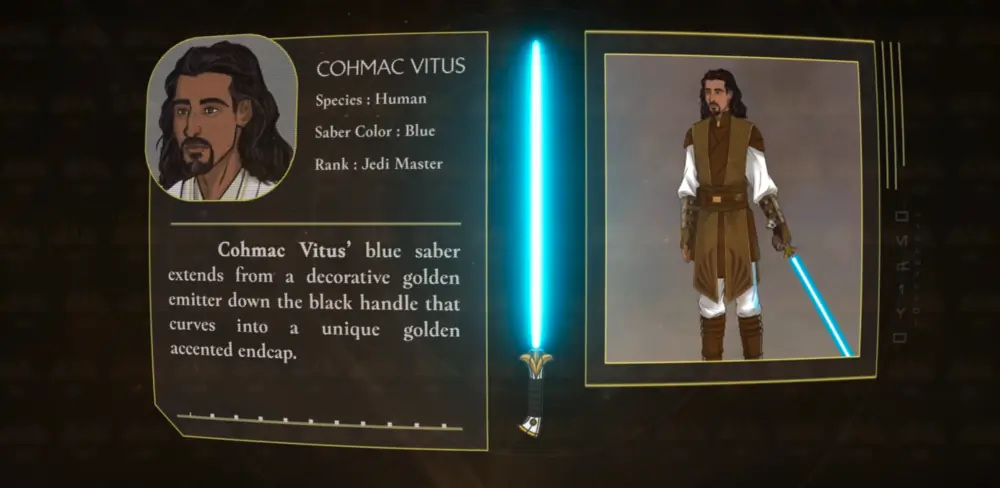 COHMAC VITUS
Species : Human
Saber Color : Blue
Rank : Jedi Master
Cohmac Vitus' blue saber
extends from a decorative golden
emitter down the black handle that
curves into a unique golden
accented endcap.